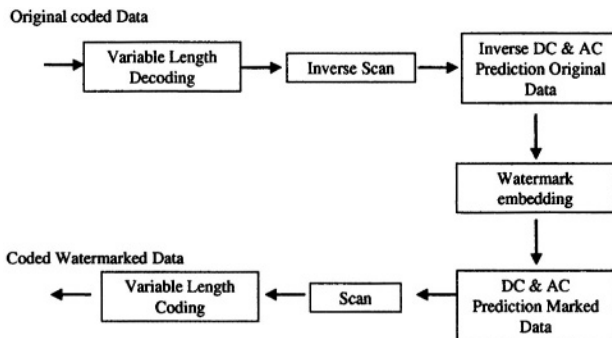 Original coded Data
Variable Length
Decoding
Inverse Scan
Inverse DC & AC
Prediction Original
Data
Watermark
embedding
Coded Watermarked Data
Variable Length
Coding
Scan
DC & AC
Prediction Marked
Data